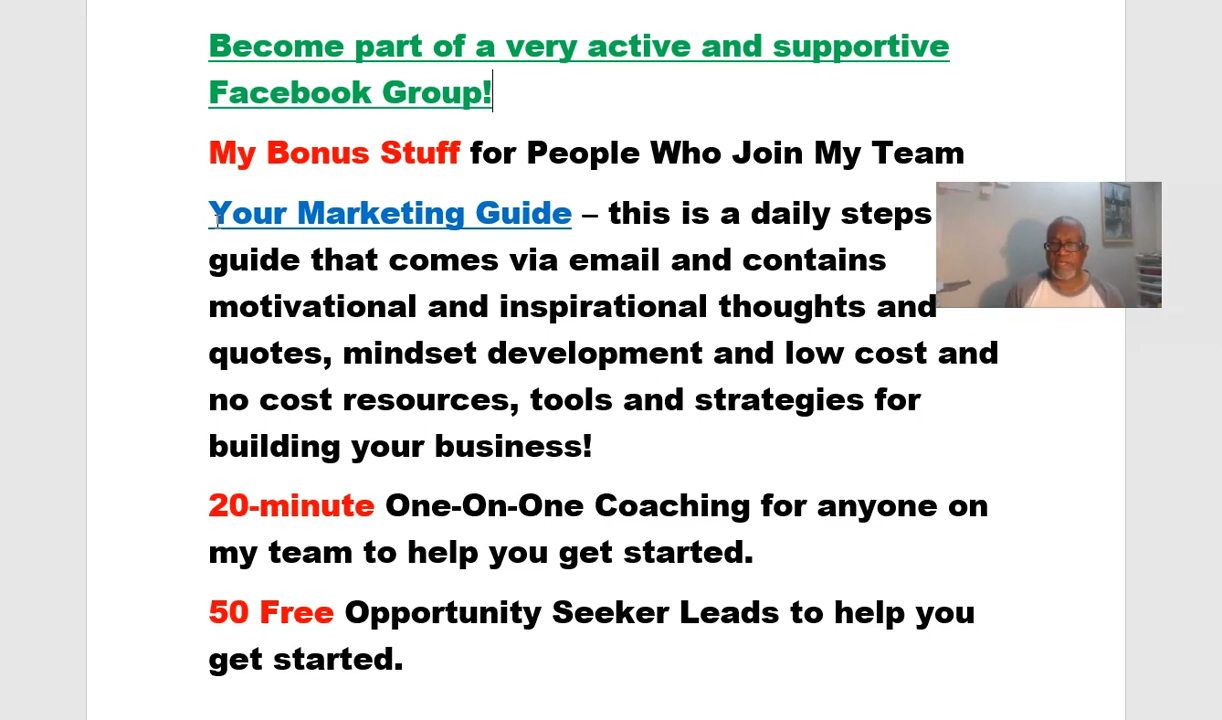 Become part of a very active and supportive
Facebook Group!
My Bonus Stuff for People Who Join My Team
Your Marketing Guide – this is a daily steps
guide that comes via email and contains
motivational and inspirational thoughts and
quotes, mindset development and low cost and
no cost resources, tools and strategies for
building your business!
20-minute One-On-One Coaching for anyone on
my team to help you get started.
50 Free Opportunity Seeker Leads to help you
get started.